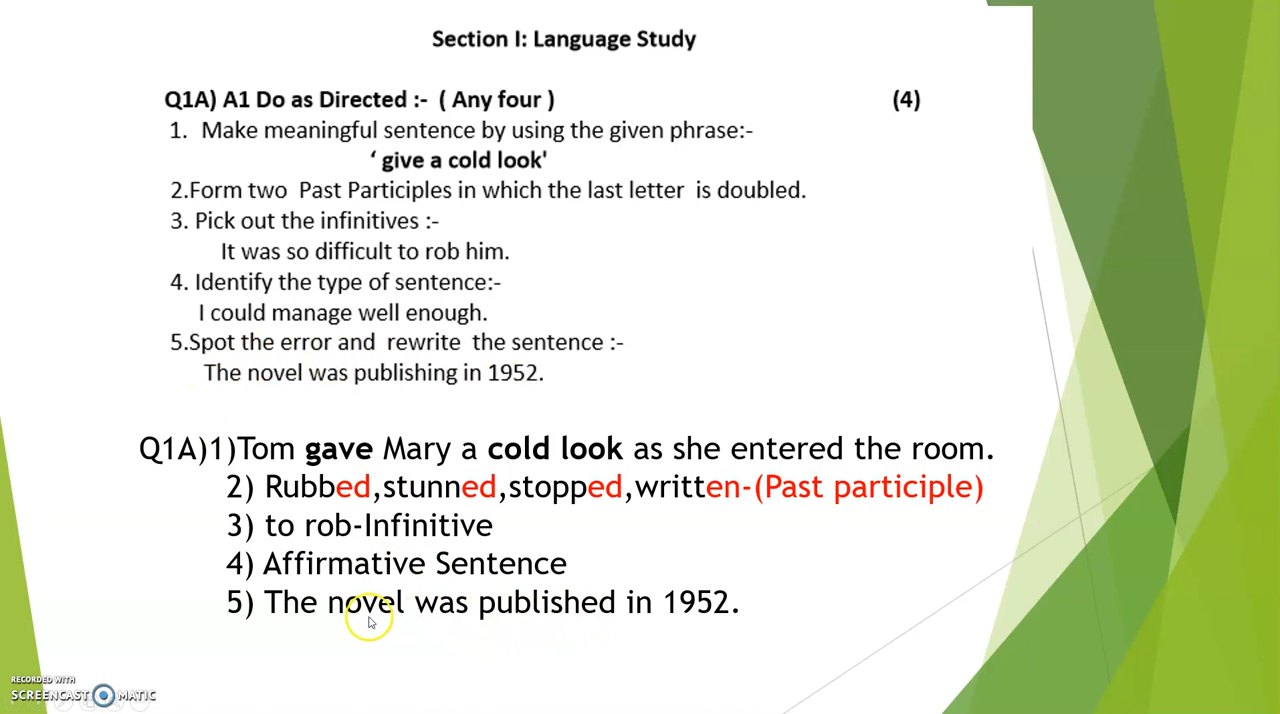 Section I: Language Study
Q1A) A1 Do as Directed :- ( Any four ) (4)
1. Make meaningful sentence by using the given phrase:-
‘ give a cold look'
2.Form two Past Participles in which the last letter is doubled.
3. Pick out the infinitives :-
It was so difficult to rob him.
4. Identify the type of sentence:-
I could manage well enough.
5.Spot the error and rewrite the sentence :-
The novel was publishing in 1952.
Q1A)1)Tom gave Mary a cold look as she entered the room.
2) Rubbed,stunned,stopped,written-(Past participle)
3) to rob-Infinitive
4) Affirmative Sentence
5) The novel was published in 1952.
RECORDED WITH
SCREENCAST MATIC